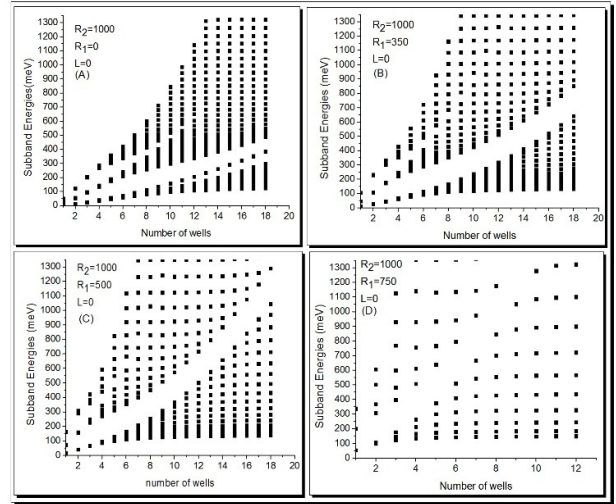 R2=1000
R1=0
L=0
(A)
Subband Energies(meV)
1300
1200
1100
1000
900
800
700
600
500
400
300
200
100
0
0 2 4 6 8 10 12 14 16 18 20
Number of wells
R2=1000
R1=350
L=0
(B)
Subband Energies (meV)
1300
1200
1100
1000
900
800
700
600
500
400
300
200
100
0
0 2 4 6 8 10 12 14 16 18 20
Number of wells
R2=1000
R1=500
L=0
(C)
Subband Energies (meV)
1300
1200
1100
1000
900
800
700
600
500
400
300
200
100
0
2 4 6 8 10 12 14 16 18 20
number of wells
R2=1000
R1=750
L=0
(D)
Subband Energies (meV)
1300
1200
1100
1000
900
800
700
600
500
400
300
200
100
0
2 4 6 8 10 12
Number of wells